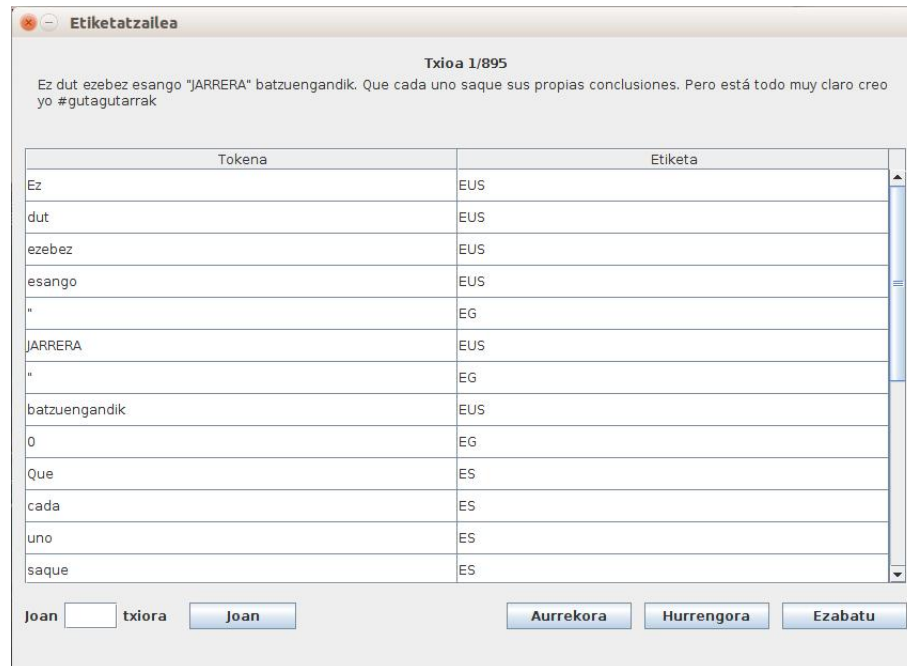 Etiketatzailea
Txioa 1/895
Ez dut ezebez esango "JARRERA" batzuengandik. Que cada uno saque sus propias conclusiones. Pero está todo muy claro creo
yo #gutagutarrak
Tokena Etiketa
Ez EUS
dut EUS
ezebez EUS
esango EUS
" EG
JARRERA EUS
" EG
batzuengandik EUS
0 EG
Que ES
cada ES
uno ES
saque ES
Joan txiora Joan Aurrekora Hurrengora Ezabatu